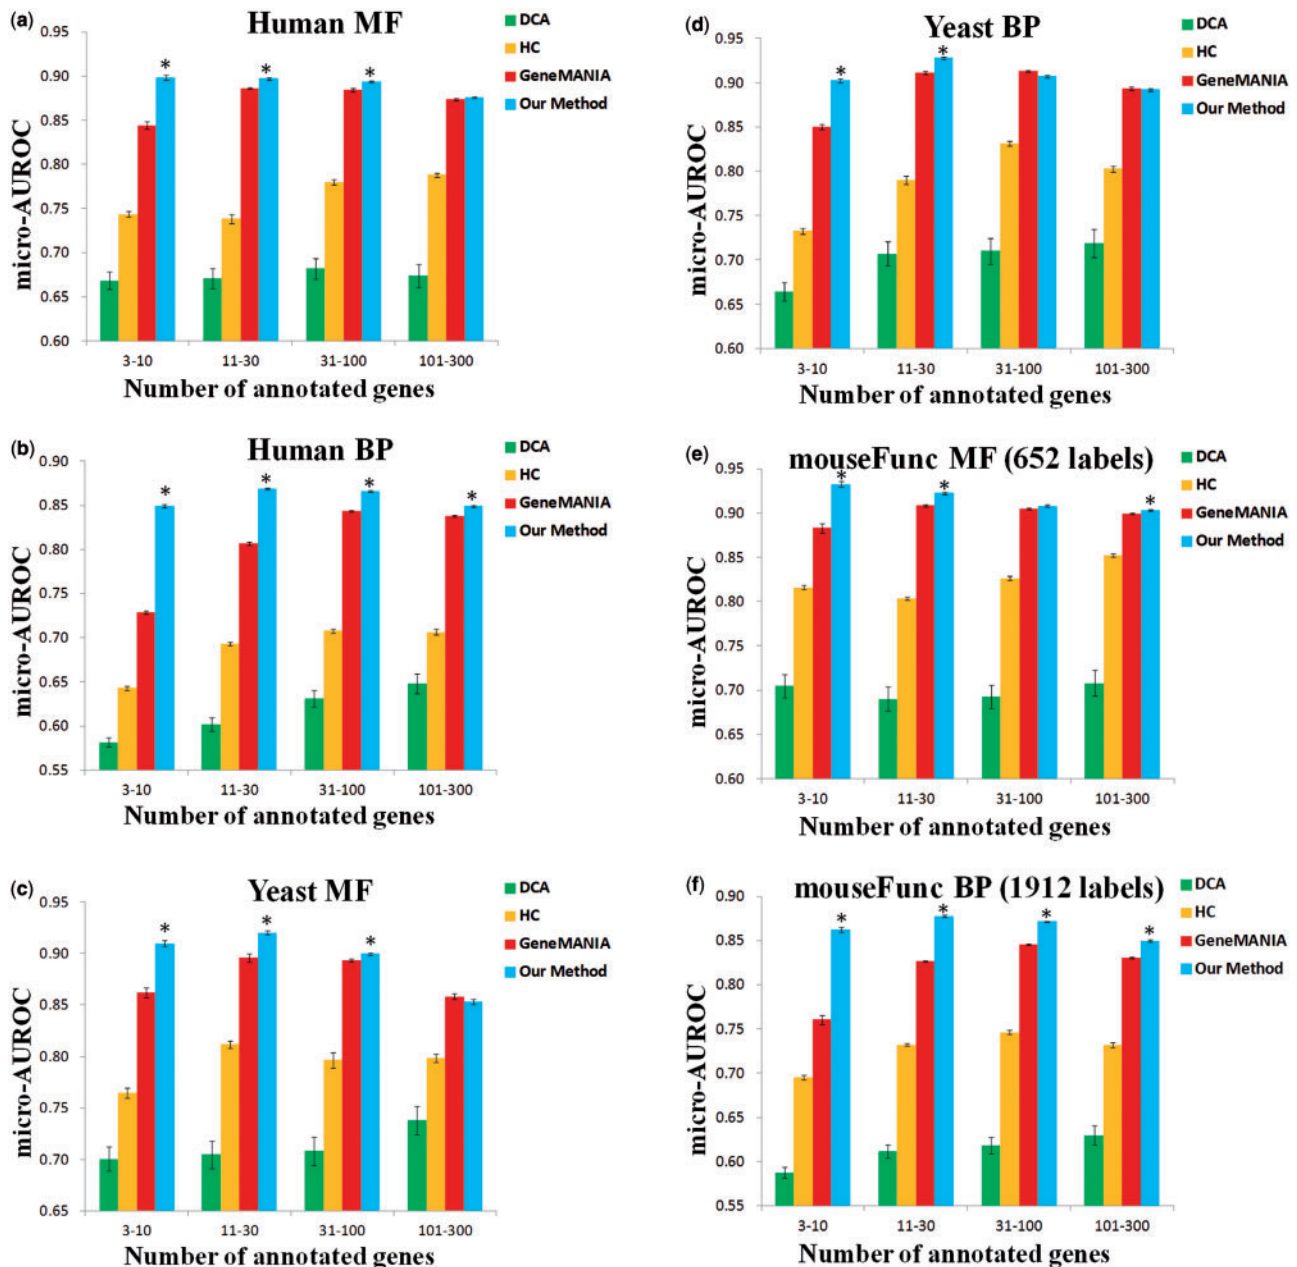 (a)
Human MF
DCA
HC
GeneMANIA
Our Method
micro-AUROC
0.95
0.90
0.85
0.80
0.75
0.70
0.65
0.60
* * *
3-10 11-30 31-100 101-300
Number of annotated genes
(b)
Human BP
DCA
HC
GeneMANIA
Our Method
micro-AUROC
0.90
0.85
0.80
0.75
0.70
0.65
0.60
0.55
* * * *
3-10 11-30 31-100 101-300
Number of annotated genes
(c)
Yeast MF
DCA
HC
GeneMANIA
Our Method
micro-AUROC
0.95
0.90
0.85
0.80
0.75
0.70
0.65
* * *
3-10 11-30 31-100 101-300
Number of annotated genes
(d)
Yeast BP
DCA
HC
GeneMANIA
Our Method
micro-AUROC
0.95
0.90
0.85
0.80
0.75
0.70
0.65
0.60
* *
3-10 11-30 31-100 101-300
Number of annotated genes
(e)
mouseFunc MF (652 labels)
DCA
HC
GeneMANIA
Our Method
micro-AUROC
0.95
0.90
0.85
0.80
0.75
0.70
0.65
0.60
* * *
3-10 11-30 31-100 101-300
Number of annotated genes
(f)
mouseFunc BP (1912 labels)
DCA
HC
GeneMANIA
Our Method
micro-AUROC
0.90
0.85
0.80
0.75
0.70
0.65
0.60
0.55
* * * *
3-10 11-30 31-100 101-300
Number of annotated genes